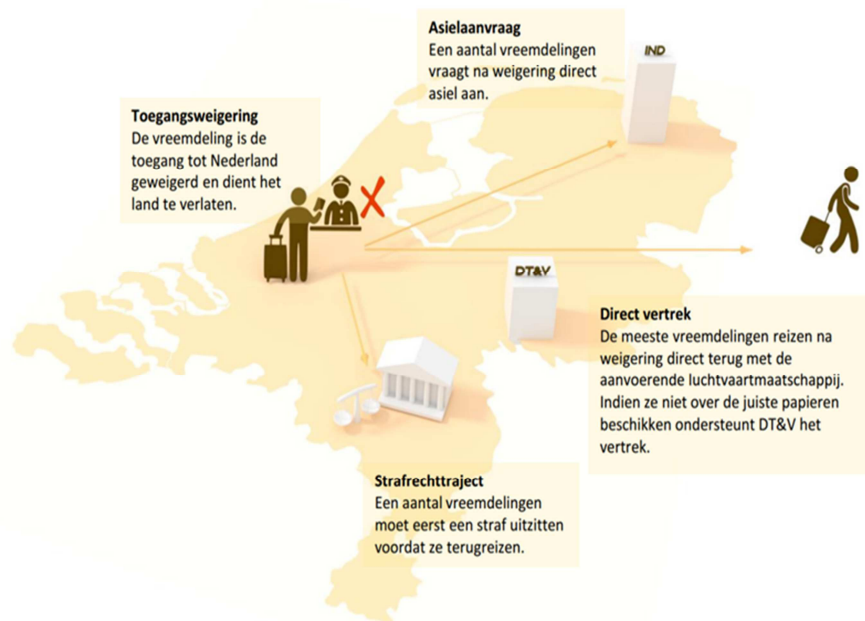 Asielaanvraag
Een aantal vreemdelingen
vraagt na weigering direct
asiel aan.
IND
Toegangsweigering
De vreemdeling is de
toegang tot Nederland
geweigerd en dient het
land te verlaten.
DT&V
Direct vertrek
De meeste vreemdelingen reizen na
weigering direct terug met de
aanvoerende luchtvaartmaatschappij.
Indien ze niet over de juiste papieren
beschikken ondersteunt DT&V het
vertrek.
Strafrechttraject
Een aantal vreemdelingen
moet eerst een straf uitzitten
voordat ze terugreizen.